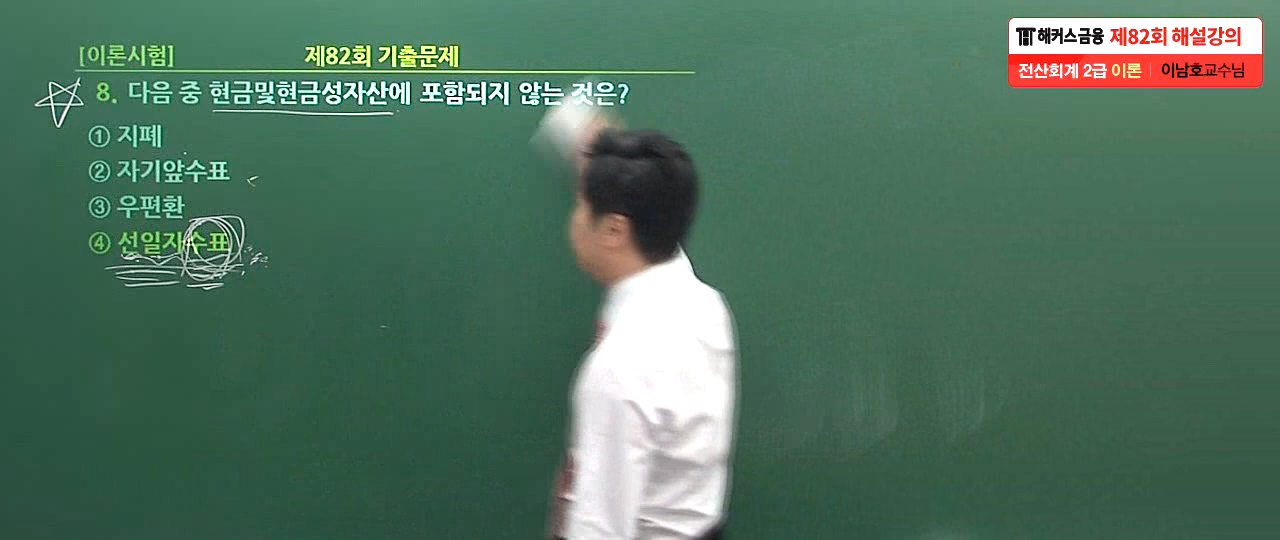 [이론시험] 제82회 기출문제
8. 다음 중 현금및현금성자산에 포함되지 않는 것은?
① 지폐
② 자기앞수표
③ 우편환
④ 선일자수표
해커스금융 제82회 해설강의
전산회계 2급 이론 | 이남호교수님